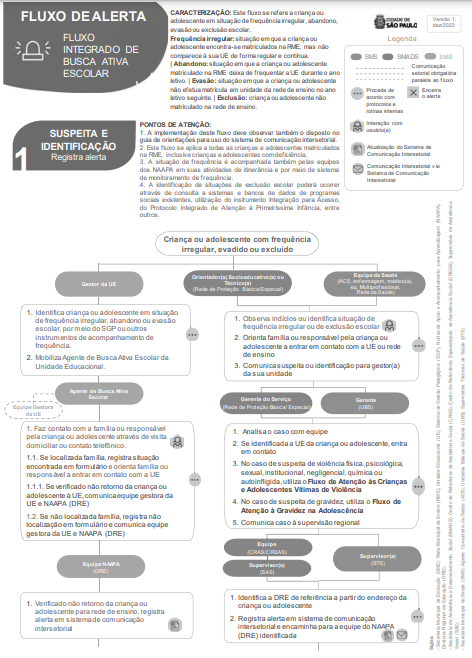 FLUXO DE ALERTA
FLUXO
INTEGRADO DE
BUSCA ATIVA
ESCOLAR
CARACTERIZAÇÃO: Este fluxo se refere a criança ou
adolescente em situação de frequência irregular, abandono,
evasão ou exclusão escolar.
Frequência irregular: situação em que a criança ou
adolescente encontra-se matriculados na RME, mas não
comparece à sua UE de forma regular e contínua.
| Abandono: situação em que a criança ou adolescente
matriculado na RME deixa de frequentar a UE durante o ano
letivo. | Evasão: situação em que a criança ou adolescente
não efetua matrícula em unidade da rede de ensino no ano
letivo seguinte. | Exclusão: criança ou adolescente não
matriculado na rede de ensino.
CIDADE DE
SÃO PAULO
Versão 1:
dez/2022
Legenda
SMS
SMADS
SME
Comunicação
setorial obrigatória
paralela ao fluxo
Procede de
acordo com
protocolos e
rotinas internas
Encerra
o alerta
Interação com
usuário(a)
Atualização do Sistema de
Comunicação Intersetorial
Comunicação Intersetorial via
Sistema de Comunicação
Intersetorial
1
SUSPEITA E
IDENTIFICAÇÃO
Registra alerta
PONTOS DE ATENÇÃO:
1. A implementação deste fluxo deve observar também o disposto no
guia de orientações para uso do sistema de comunicação intersetorial.
2. Este fluxo se aplica a todas as crianças e adolescentes matriculados
na RME, inclusive crianças e adolescentes com deficiência.
3. A situação de frequência é acompanhada também pelas equipes
dos NAAPA em suas atividades de itinerância e por meio de sistema
de monitoramento de frequência.
4. A identificação de situações de exclusão escolar poderá ocorrer
através de consulta a sistemas e bancos de dados de programas
sociais existentes, utilização do instrumento Integração para Acesso,
do Protocolo Integrado de Atenção à Primeiríssima Infância, entre
outros.
Criança ou adolescente com frequência
irregular, evadido ou excluído
Gestor da UE
Orientador(a) Socioeducativo(a) ou
Técnico(a)
(Rede de Proteção Básica/Especial)
Equipe de Saúde
(ACS, enfermagem, médico(a),
eq. Multiprofissional,
Rede da Saúde)
1. Identifica criança ou adolescente em situação
de frequência irregular, abandono ou evasão
escolar, por meio do SGP ou outros
instrumentos de acompanhamento de
frequência.
2. Mobiliza Agente de Busca Ativa Escolar da
Unidade Educacional.
1. Observa indícios ou identifica situação de
frequência irregular ou de exclusão escolar
2. Orienta família ou responsável pela criança ou
adolescente a entrar em contato com a UE ou rede
de ensino
3. Comunica suspeita ou identificação para gestor(a)
da sua unidade
Agente de Busca Ativa
Escolar
Equipe Gestora
da UE
Gerente do Serviço
(Rede de Proteção Básica/ Especial)
Gerente
(UBS)
1. Faz contato com a família ou responsável
pela criança ou adolescente através de visita
domiciliar ou contato telefônico.
1.1. Se localizada família, registra situação
encontrada em formulário e orienta família ou
responsável a entrar em contato com a UE
1.1.1. Se verificado não retorno da criança ou
adolescente à UE, comunica equipe gestora da
UE e NAAPA (DRE)
1.2. Se não localizada família, registra não
localização em formulário e comunica equipe
gestora da UE e NAAPA (DRE)
1. Analisa o caso com equipe
2. Se identificada a UE da criança ou adolescente, entra
em contato
3. No caso de suspeita de violência física, psicológica,
sexual, institucional, negligencial, química ou
autoinfligida, utiliza o Fluxo de Atenção às Crianças
e Adolescentes Vítimas de Violência
4. No caso de suspeita de gravidez, utiliza o Fluxo de
Atenção à Gravidez na Adolescência
5. Comunica caso à supervisão regional
Equipe NAAPA
(DRE)
Equipe
(CRAS/CREAS)
Supervisor(a)
(SAS)
Supervisor(a)
(STS)
1. Verificado não retorno da criança ou
adolescente para rede de ensino, registra
alerta em sistema de comunicação
intersetorial
1. Identifica a DRE de referência a partir do endereço da
criança ou adolescente
2. Registra alerta em sistema de comunicação
intersetorial e encaminha para a equipe do NAAPA
(DRE) identificada
Siglas: